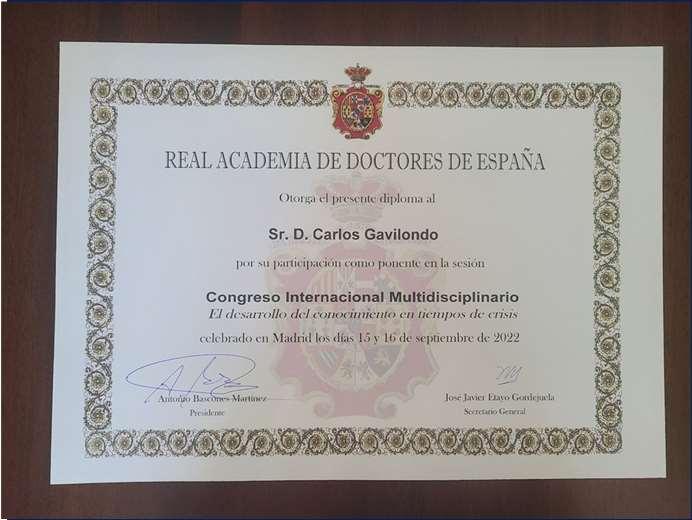 REAL ACADEMIA DE DOCTORES DE ESPAÑA
Otorga el presente diploma al
Sr. D. Carlos Gavilondo
por su participación como ponente en la sesión
Congreso Internacional Multidisciplinario
El desarrollo del conocimiento en tiempos de crisis
celebrado en Madrid los días 15 y 16 de septiembre de 2022
Antonio Bascones Martínez
Presidente
José Javier Etayo Gordejuela
Secretario General